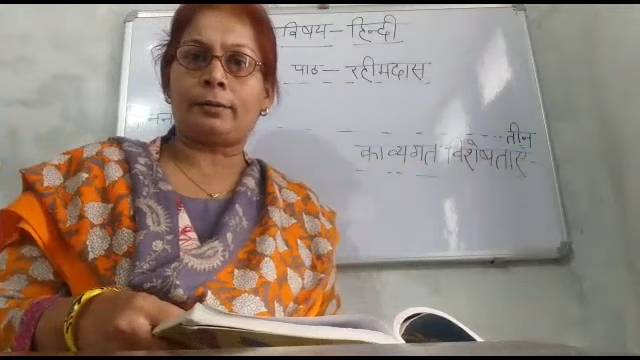 विषय - हिन्दी
पाठ - रहीमदास
तीन
काव्यगत विशेषताएं